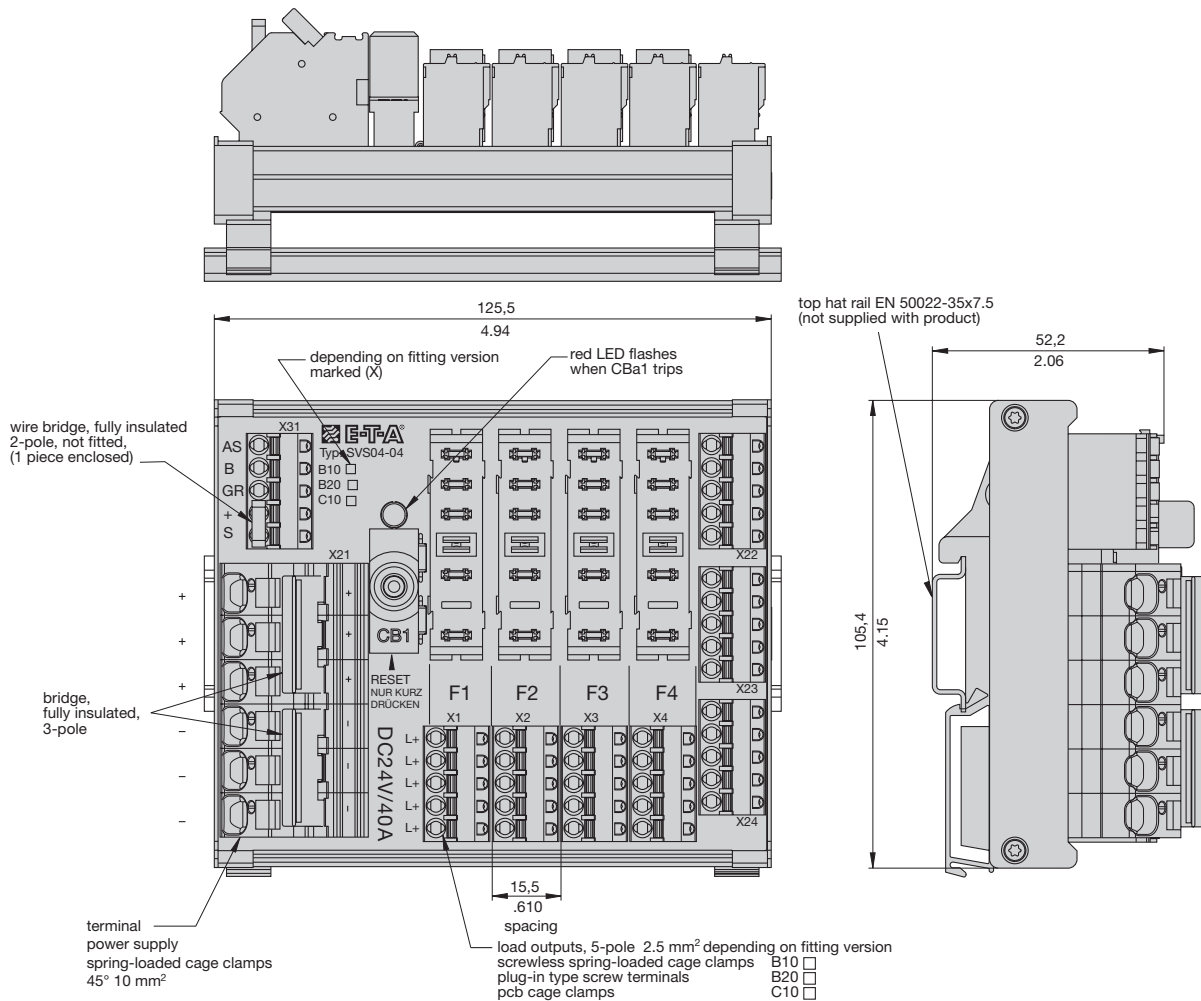 125,5
4.94
top hat rail EN 50022-35x7.5
(not supplied with product)
52,2
2.06
depending on fitting version
marked (X)
red LED flashes
when CBa1 trips
wire bridge, fully insulated
2-pole, not fitted,
(1 piece enclosed)
X31
AS
B
GR
+
S
E-T-A®
Typ SVS04-04
B10
B20
C10
X21
X22
+
+
+
+
+
+
CB1
RESET
NUR KURZ
DRÜCKEN
105,4
4.15
bridge,
fully insulated,
3-pole
−
−
−
−
−
−
F1
F2
F3
F4
X23
X1
X2
X3
X4
DC24V/40A
L+
L+
L+
L+
L+
X24
15,5
.610
spacing
terminal
power supply
spring-loaded cage clamps
45° 10 mm²
load outputs, 5-pole 2.5 mm² depending on fitting version
screwless spring-loaded cage clamps B10 □
plug-in type screw terminals B20 □
pcb cage clamps C10 □